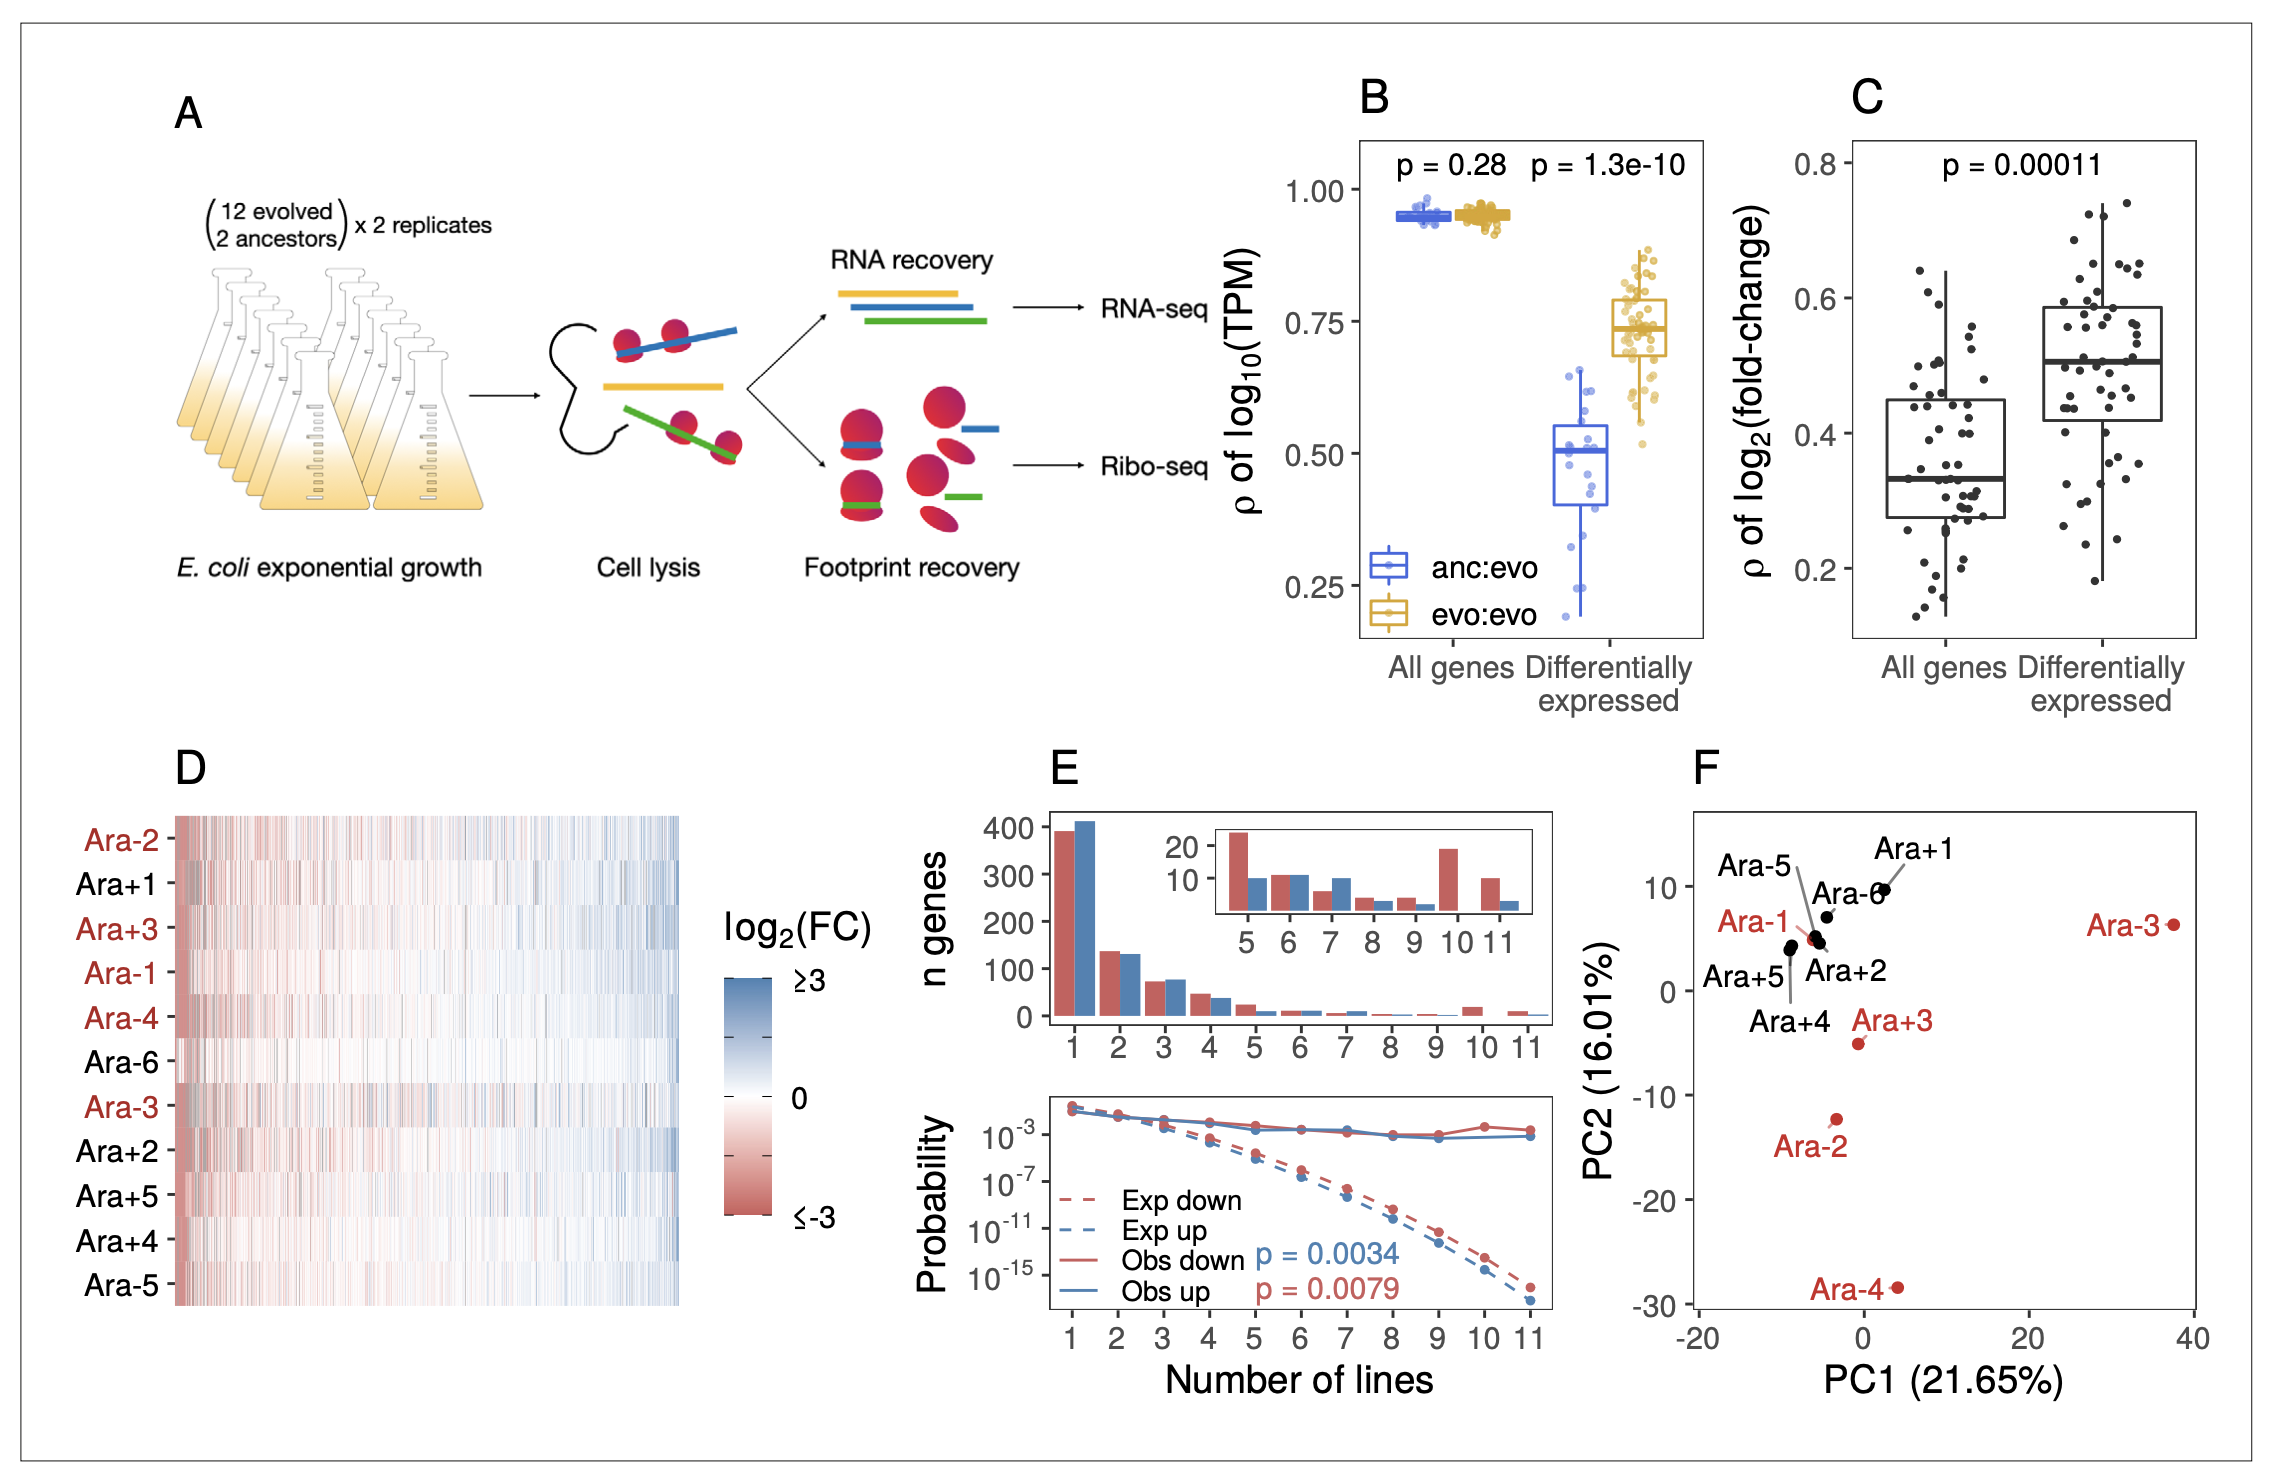 A
(12 evolved
2 ancestors) x 2 replicates
E. coli exponential growth
Cell lysis
RNA recovery
Footprint recovery
RNA-seq
Ribo-seq
B
p = 0.28 p = 1.3e-10
ρ of log10(TPM)
1.00
0.75
0.50
0.25
anc:evo
evo:evo
All genes
Differentially
expressed
C
p = 0.00011
ρ of log2(fold-change)
0.8
0.6
0.4
0.2
All genes
Differentially
expressed
D
Ara-2
Ara+1
Ara+3
Ara-1
Ara-4
Ara-6
Ara-3
Ara+2
Ara+5
Ara+4
Ara-5
log2(FC)
≥3
0
≤-3
E
n genes
400
300
200
100
0
1 2 3 4 5 6 7 8 9 10 11
20
10
5 6 7 8 9 10 11
Probability
10-3
10-7
10-11
10-15
Exp down
Exp up
Obs down
Obs up
p = 0.0034
p = 0.0079
1 2 3 4 5 6 7 8 9 10 11
Number of lines
F
PC2 (16.01%)
10
0
-10
-20
-30
Ara+1
Ara-5
Ara-6
Ara-1
Ara-3
Ara+5
Ara+2
Ara+4
Ara+3
Ara-2
Ara-4
-20 0 20 40
PC1 (21.65%)